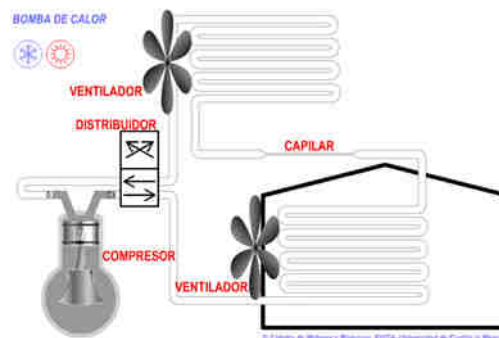 BOMBA DE CALOR
VENTILADOR
DISTRIBUIDOR
CAPILAR
COMPRESOR
VENTILADOR